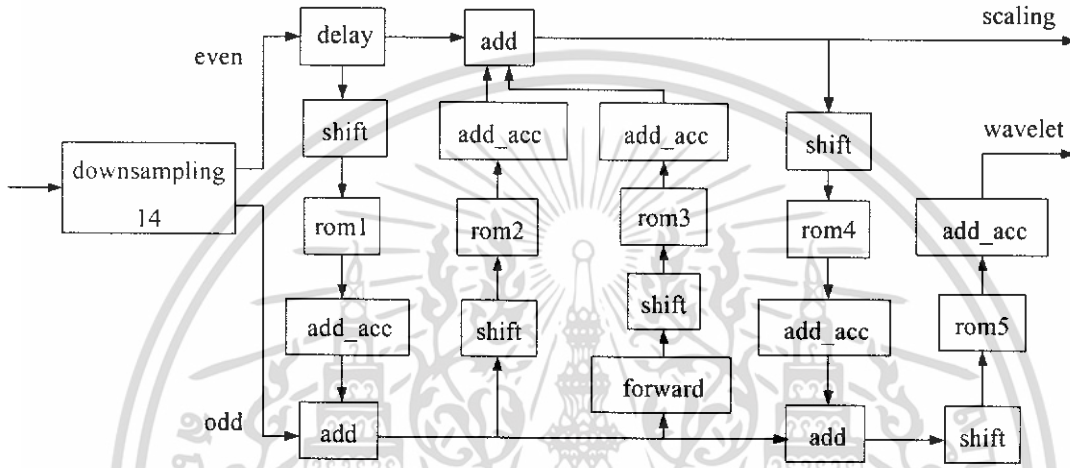 scaling
delay
add
even
add_acc
add_acc
wavelet
shift
shift
downsampling
14
rom1
rom2
rom3
rom4
add_acc
shift
add_acc
shift
add_acc
rom5
forward
odd
add
add
shift